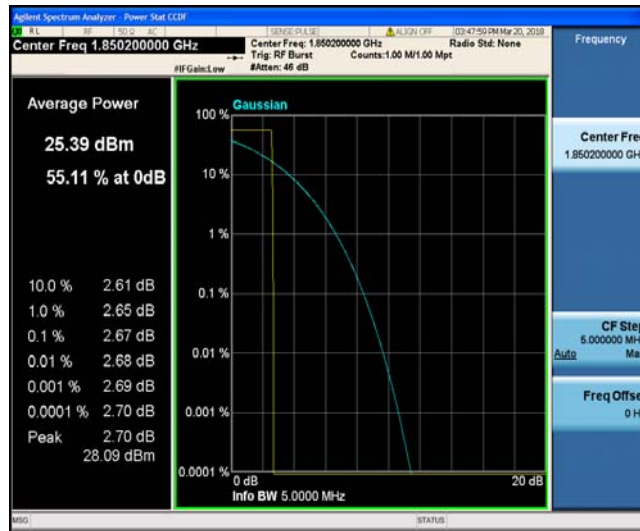 Agilent Spectrum Analyzer - Power Stat CCDF
RL RF 50 Ω AC SENSE:PULSE ALIGN OFF 03:47:59 PM Mar 20, 2018
Center Freq 1.850200000 GHz
Center Freq: 1.850200000 GHz Radio Std: None
Trig: RF Burst Counts:1.00 M/1.00 Mpt
#IFGain:Low #Atten: 46 dB
Frequency
Average Power
25.39 dBm
55.11 % at 0dB
10.0 % 2.61 dB
1.0 % 2.65 dB
0.1 % 2.67 dB
0.01 % 2.68 dB
0.001 % 2.69 dB
0.0001 % 2.70 dB
Peak 2.70 dB
28.09 dBm
Gaussian
100 %
10 %
1 %
0.1 %
0.01 %
0.001 %
0.0001 %
0 dB 20 dB
Info BW 5.0000 MHz
Center Fre
1.850200000 GH
CF Step
5.000000 MH
Auto Ma
Freq Offse
0 H
MSG STATUS